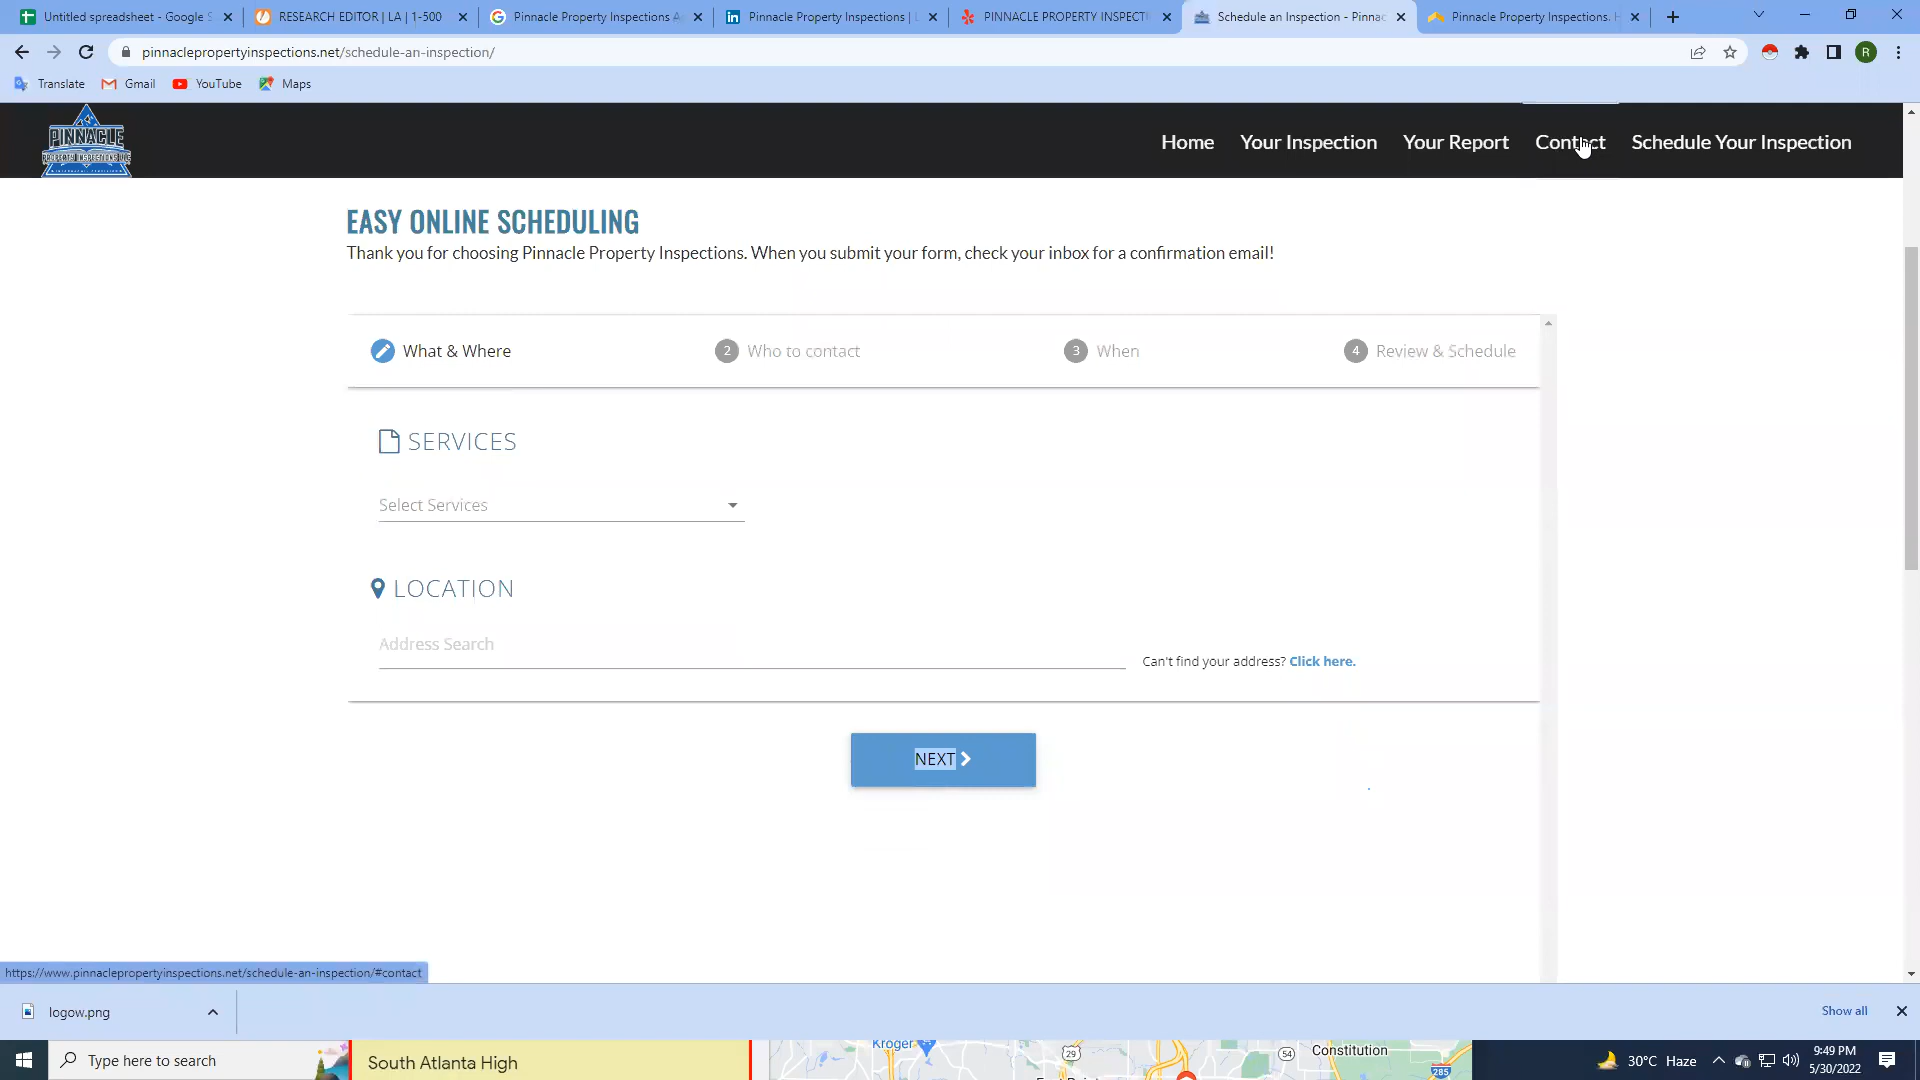 Untitled spreadsheet - Google S
RESEARCH EDITOR | LA | 1-500
Pinnacle Property Inspections A
Pinnacle Property Inspections | L
PINNACLE PROPERTY INSPECTI
Schedule an Inspection - Pinnac
Pinnacle Property Inspections. H
pinnaclepropertyinspections.net/schedule-an-inspection/
R
Translate
Gmail
YouTube
Maps
PINNACLE
PROPERTY INSPECTIONS LLC
Home
Your Inspection
Your Report
Contact
Schedule Your Inspection
EASY ONLINE SCHEDULING
Thank you for choosing Pinnacle Property Inspections. When you submit your form, check your inbox for a confirmation email!
What & Where
2 Who to contact
3 When
4 Review & Schedule
SERVICES
Select Services
LOCATION
Address Search
Can't find your address? Click here.
NEXT
https://www.pinnaclepropertyinspections.net/schedule-an-inspection/#contact
logow.png
Show all
Type here to search
South Atlanta High
Kroger
29
54
Constitution
285
30°C Haze
9:49 PM
5/30/2022